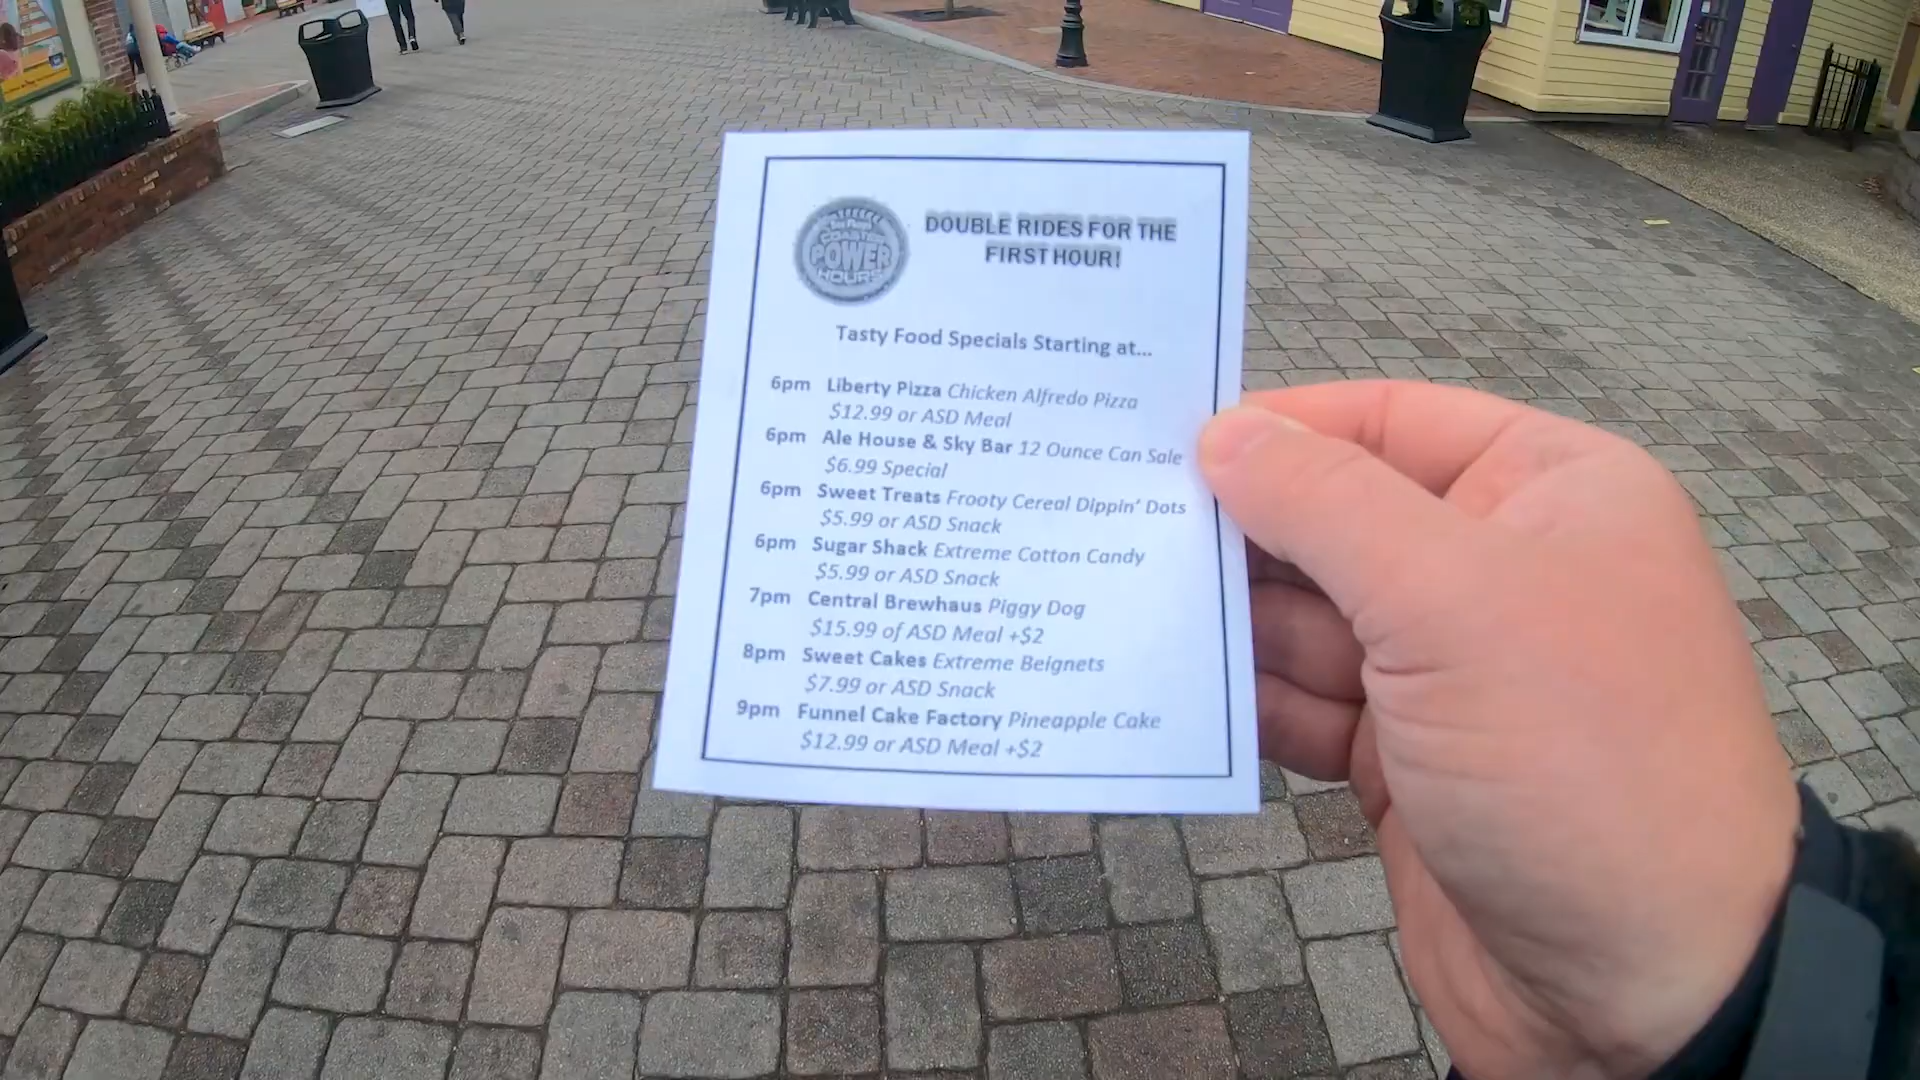 COASTER
POWER
HOURS
DOUBLE RIDES FOR THE
FIRST HOUR!
Tasty Food Specials Starting at...
6pm Liberty Pizza Chicken Alfredo Pizza
$12.99 or ASD Meal
6pm Ale House & Sky Bar 12 Ounce Can Sale
$6.99 Special
6pm Sweet Treats Frooty Cereal Dippin' Dots
$5.99 or ASD Snack
6pm Sugar Shack Extreme Cotton Candy
$5.99 or ASD Snack
7pm Central Brewhaus Piggy Dog
$15.99 of ASD Meal +$2
8pm Sweet Cakes Extreme Beignets
$7.99 or ASD Snack
9pm Funnel Cake Factory Pineapple Cake
$12.99 or ASD Meal +$2